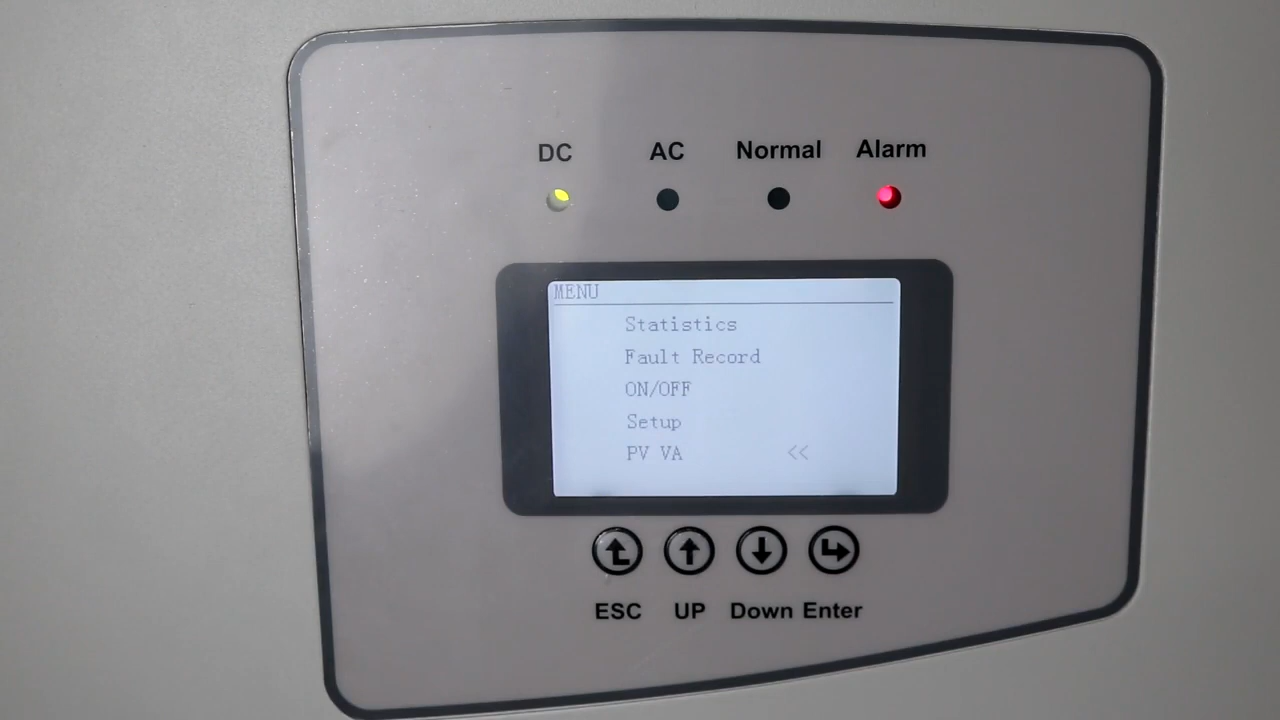 DC AC Normal Alarm
MENU
Statistics
Fault Record
ON/OFF
Setup
PV VA <<
ESC UP Down Enter